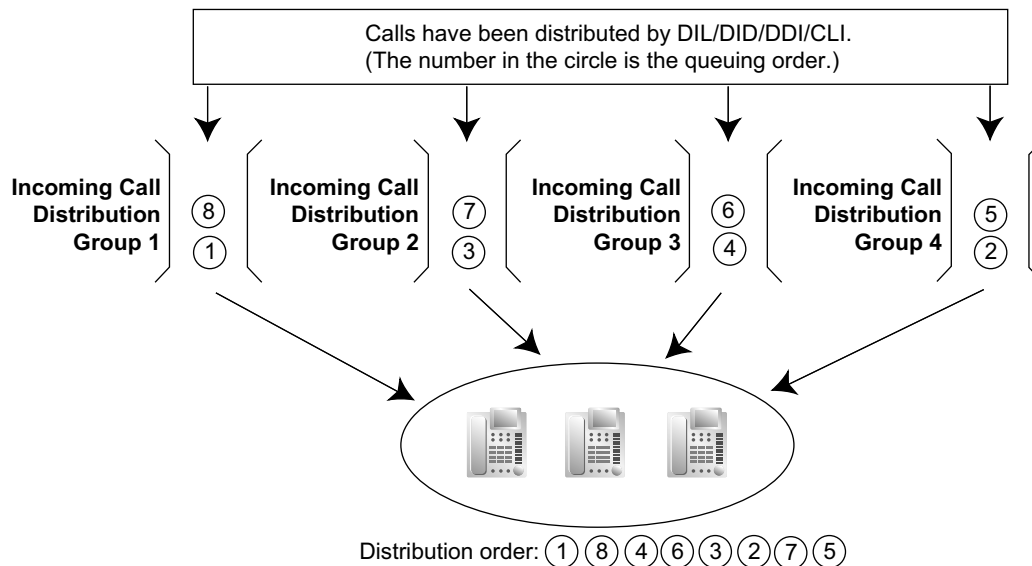 Calls have been distributed by DIL/DID/DDI/CLI.
(The number in the circle is the queuing order.)
Incoming Call
Distribution
Group 1
8
1
Incoming Call
Distribution
Group 2
7
3
Incoming Call
Distribution
Group 3
6
4
Incoming Call
Distribution
Group 4
5
2
Distribution order: 1 8 4 6 3 2 7 5